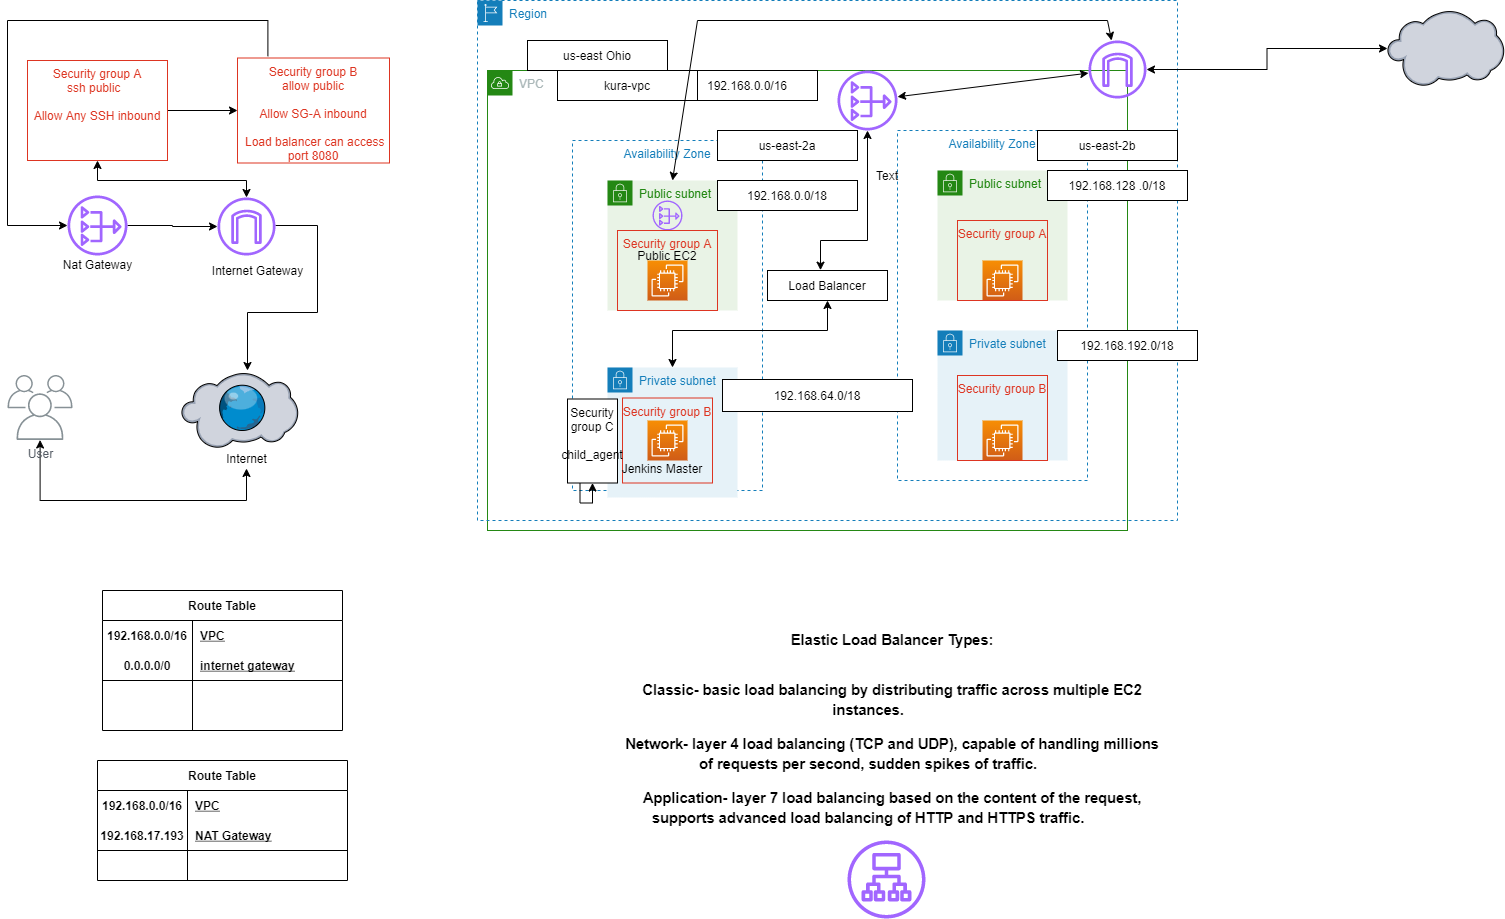 Security group A
ssh public
Allow Any SSH inbound
Security group B
allow public
Allow SG-A inbound
Load balancer can access
port 8080
Nat Gateway
Internet Gateway
User
Internet
Region
us-east Ohio
VPC
kura-vpc
192.168.0.0/16
Availability Zone
us-east-2a
Public subnet
192.168.0.0/18
Security group A
Public EC2
Text
Load Balancer
Private subnet
192.168.64.0/18
Security
group C
child_agent
Security group B
Jenkins Master
Availability Zone
us-east-2b
Public subnet
192.168.128 .0/18
Security group A
Private subnet
192.168.192.0/18
Security group B
Route Table
192.168.0.0/16 VPC
0.0.0.0/0 internet gateway
Route Table
192.168.0.0/16 VPC
192.168.17.193 NAT Gateway
Elastic Load Balancer Types:
Classic- basic load balancing by distributing traffic across multiple EC2
instances.
Network- layer 4 load balancing (TCP and UDP), capable of handling millions
of requests per second, sudden spikes of traffic.
Application- layer 7 load balancing based on the content of the request,
supports advanced load balancing of HTTP and HTTPS traffic.